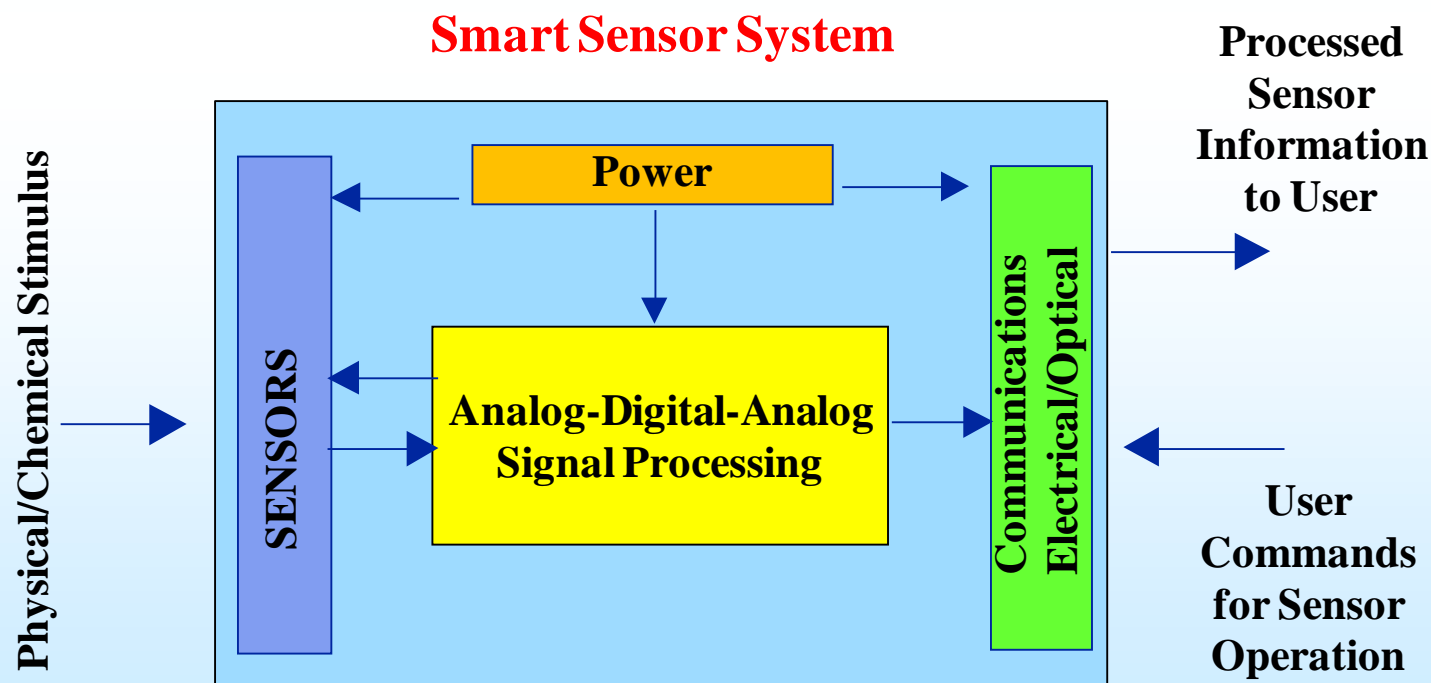 Smart Sensor System
Physical/Chemical Stimulus
SENSORS
Power
Analog-Digital-Analog
Signal Processing
Communications
Electrical/Optical
Processed
Sensor
Information
to User
User
Commands
for Sensor
Operation